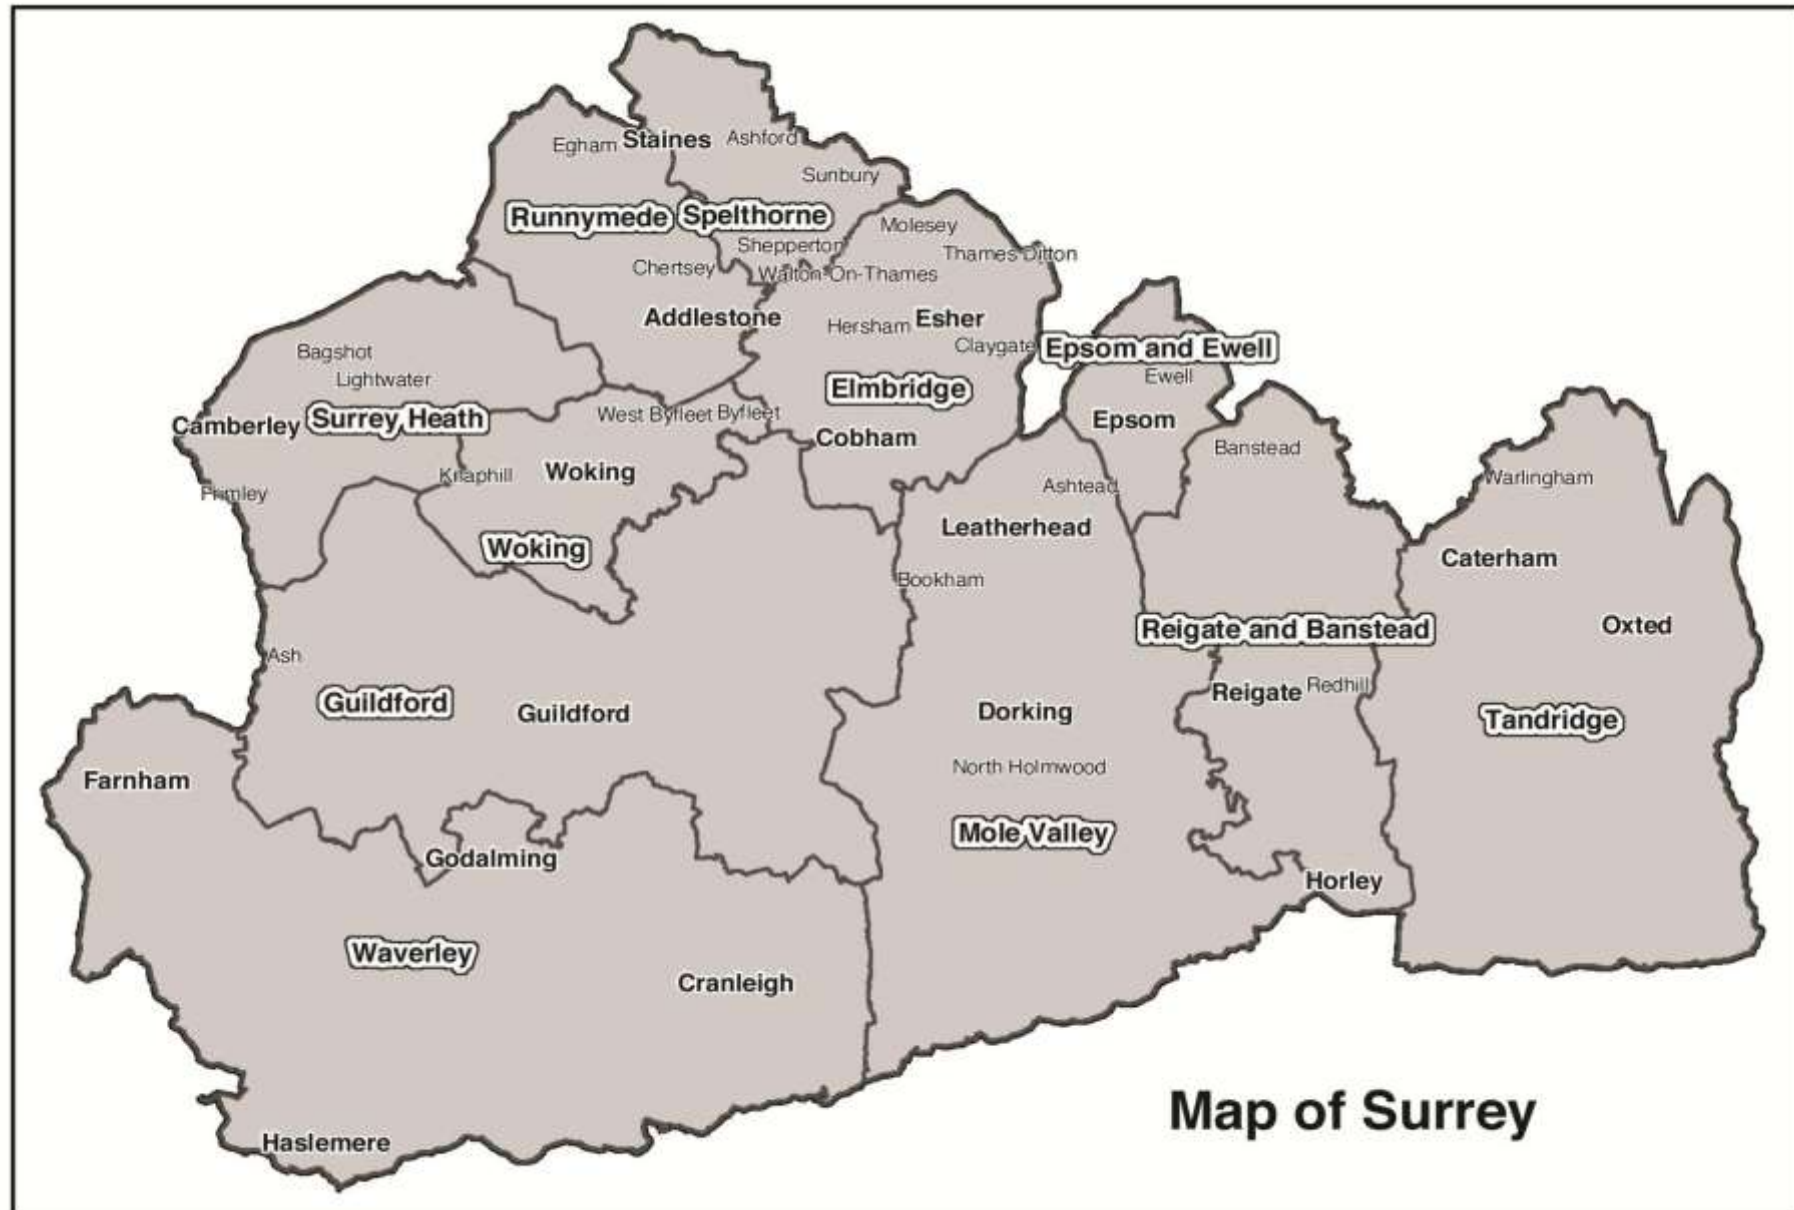 Egham
Staines
Ashford
Sunbury
Runnymede
Spelthorne
Molesey
Shepperton
Thames Ditton
Chertsey
Walton-On-Thames
Addlestone
Hersham
Esher
Claygate
Epsom and Ewell
Bagshot
Lightwater
Ewell
Elmbridge
Camberley
Surrey Heath
West Byfleet
Byfleet
Epsom
Cobham
Banstead
Knaphill
Woking
Warlingham
Frimley
Ashtead
Leatherhead
Woking
Caterham
Bookham
Oxted
Reigate and Banstead
Ash
Reigate
Redhill
Guildford
Guildford
Dorking
Tandridge
North Holmwood
Farnham
Mole Valley
Godalming
Horley
Waverley
Cranleigh
Map of Surrey
Haslemere